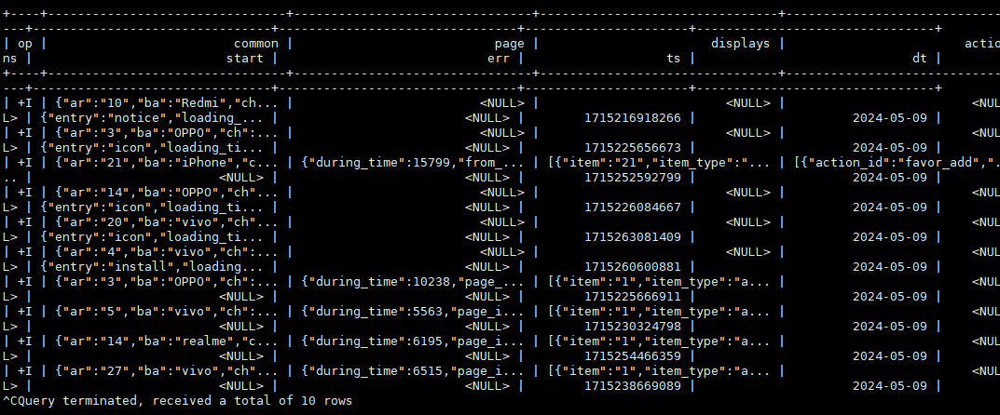 +----+--------------------------------+--------------------------------+--------------------------------+-----------------------------
---+--------------------------------+--------------------------------+----------------------+--------------------------------+
| op |                         common |                           page |                       displays |                        actio
ns |                          start |                            err |                   ts |                             dt |
+----+--------------------------------+--------------------------------+--------------------------------+-----------------------------
---+--------------------------------+--------------------------------+----------------------+--------------------------------+
| +I | {"ar":"10","ba":"Redmi","ch... | <NULL> | <NULL> | <NUL
L> | {"entry":"notice","loading_... | <NULL> | 1715216918266 | 2024-05-09 |
| +I | {"ar":"3","ba":"OPPO","ch":... | <NULL> | <NULL> | <NUL
L> | {"entry":"icon","loading_ti... | <NULL> | 1715225656673 | 2024-05-09 |
| +I | {"ar":"21","ba":"iPhone","c... | {"during_time":15799,"from_... | [{"item":"21","item_type":"... | [{"action_id":"favor_add",".
.. | <NULL> | <NULL> | 1715252592799 | 2024-05-09 |
| +I | {"ar":"14","ba":"OPPO","ch"... | <NULL> | <NULL> | <NUL
L> | {"entry":"icon","loading_ti... | <NULL> | 1715226084667 | 2024-05-09 |
| +I | {"ar":"20","ba":"vivo","ch"... | <NULL> | <NULL> | <NUL
L> | {"entry":"icon","loading_ti... | <NULL> | 1715263081409 | 2024-05-09 |
| +I | {"ar":"4","ba":"vivo","ch":... | <NULL> | <NULL> | <NUL
L> | {"entry":"install","loading... | <NULL> | 1715260600881 | 2024-05-09 |
| +I | {"ar":"3","ba":"OPPO","ch":... | {"during_time":10238,"page_... | [{"item":"1","item_type":"a... | <NUL
L> | <NULL> | <NULL> | 1715225666911 | 2024-05-09 |
| +I | {"ar":"5","ba":"vivo","ch":... | {"during_time":5563,"page_i... | [{"item":"1","item_type":"a... | <NUL
L> | <NULL> | <NULL> | 1715230324798 | 2024-05-09 |
| +I | {"ar":"14","ba":"realme","c... | {"during_time":6195,"page_i... | [{"item":"1","item_type":"a... | <NUL
L> | <NULL> | <NULL> | 1715254466359 | 2024-05-09 |
| +I | {"ar":"27","ba":"vivo","ch"... | {"during_time":6515,"page_i... | [{"item":"1","item_type":"a... | <NUL
L> | <NULL> | <NULL> | 1715238669089 | 2024-05-09 |
^CQuery terminated, received a total of 10 rows